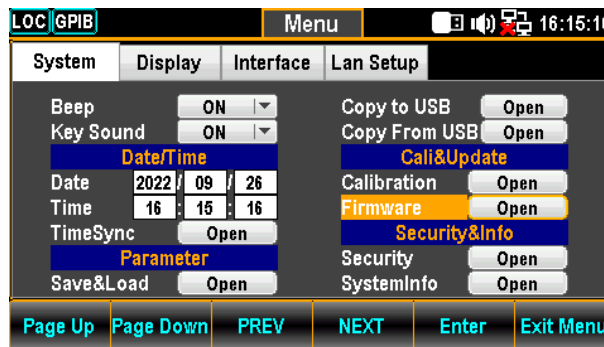 LOC GPIB Menu 16:15:16
System Display Interface Lan Setup
Beep ON Copy to USB Open
Key Sound ON Copy From USB Open
Date/Time Cali&Update
Date 2022 / 09 / 26 Calibration Open
Time 16 : 15 : 16 Firmware Open
TimeSync Open Security&Info
Parameter Security Open
Save&Load Open SystemInfo Open
Page Up Page Down PREV NEXT Enter Exit Menu